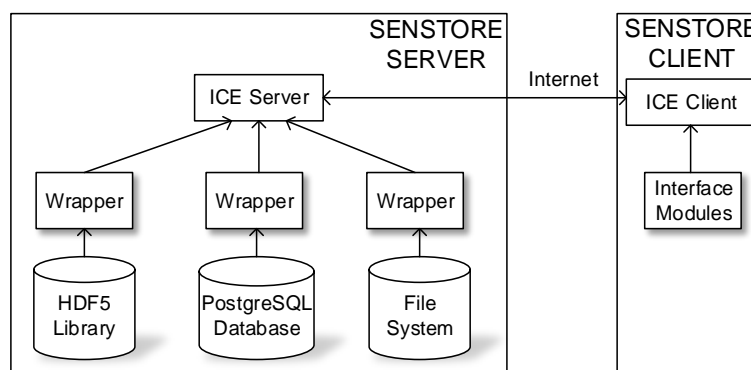 SENSTORE
SERVER
SENSTORE
CLIENT
Internet
ICE Server
ICE Client
Wrapper
Wrapper
Wrapper
Interface
Modules
HDF5
Library
PostgreSQL
Database
File
System